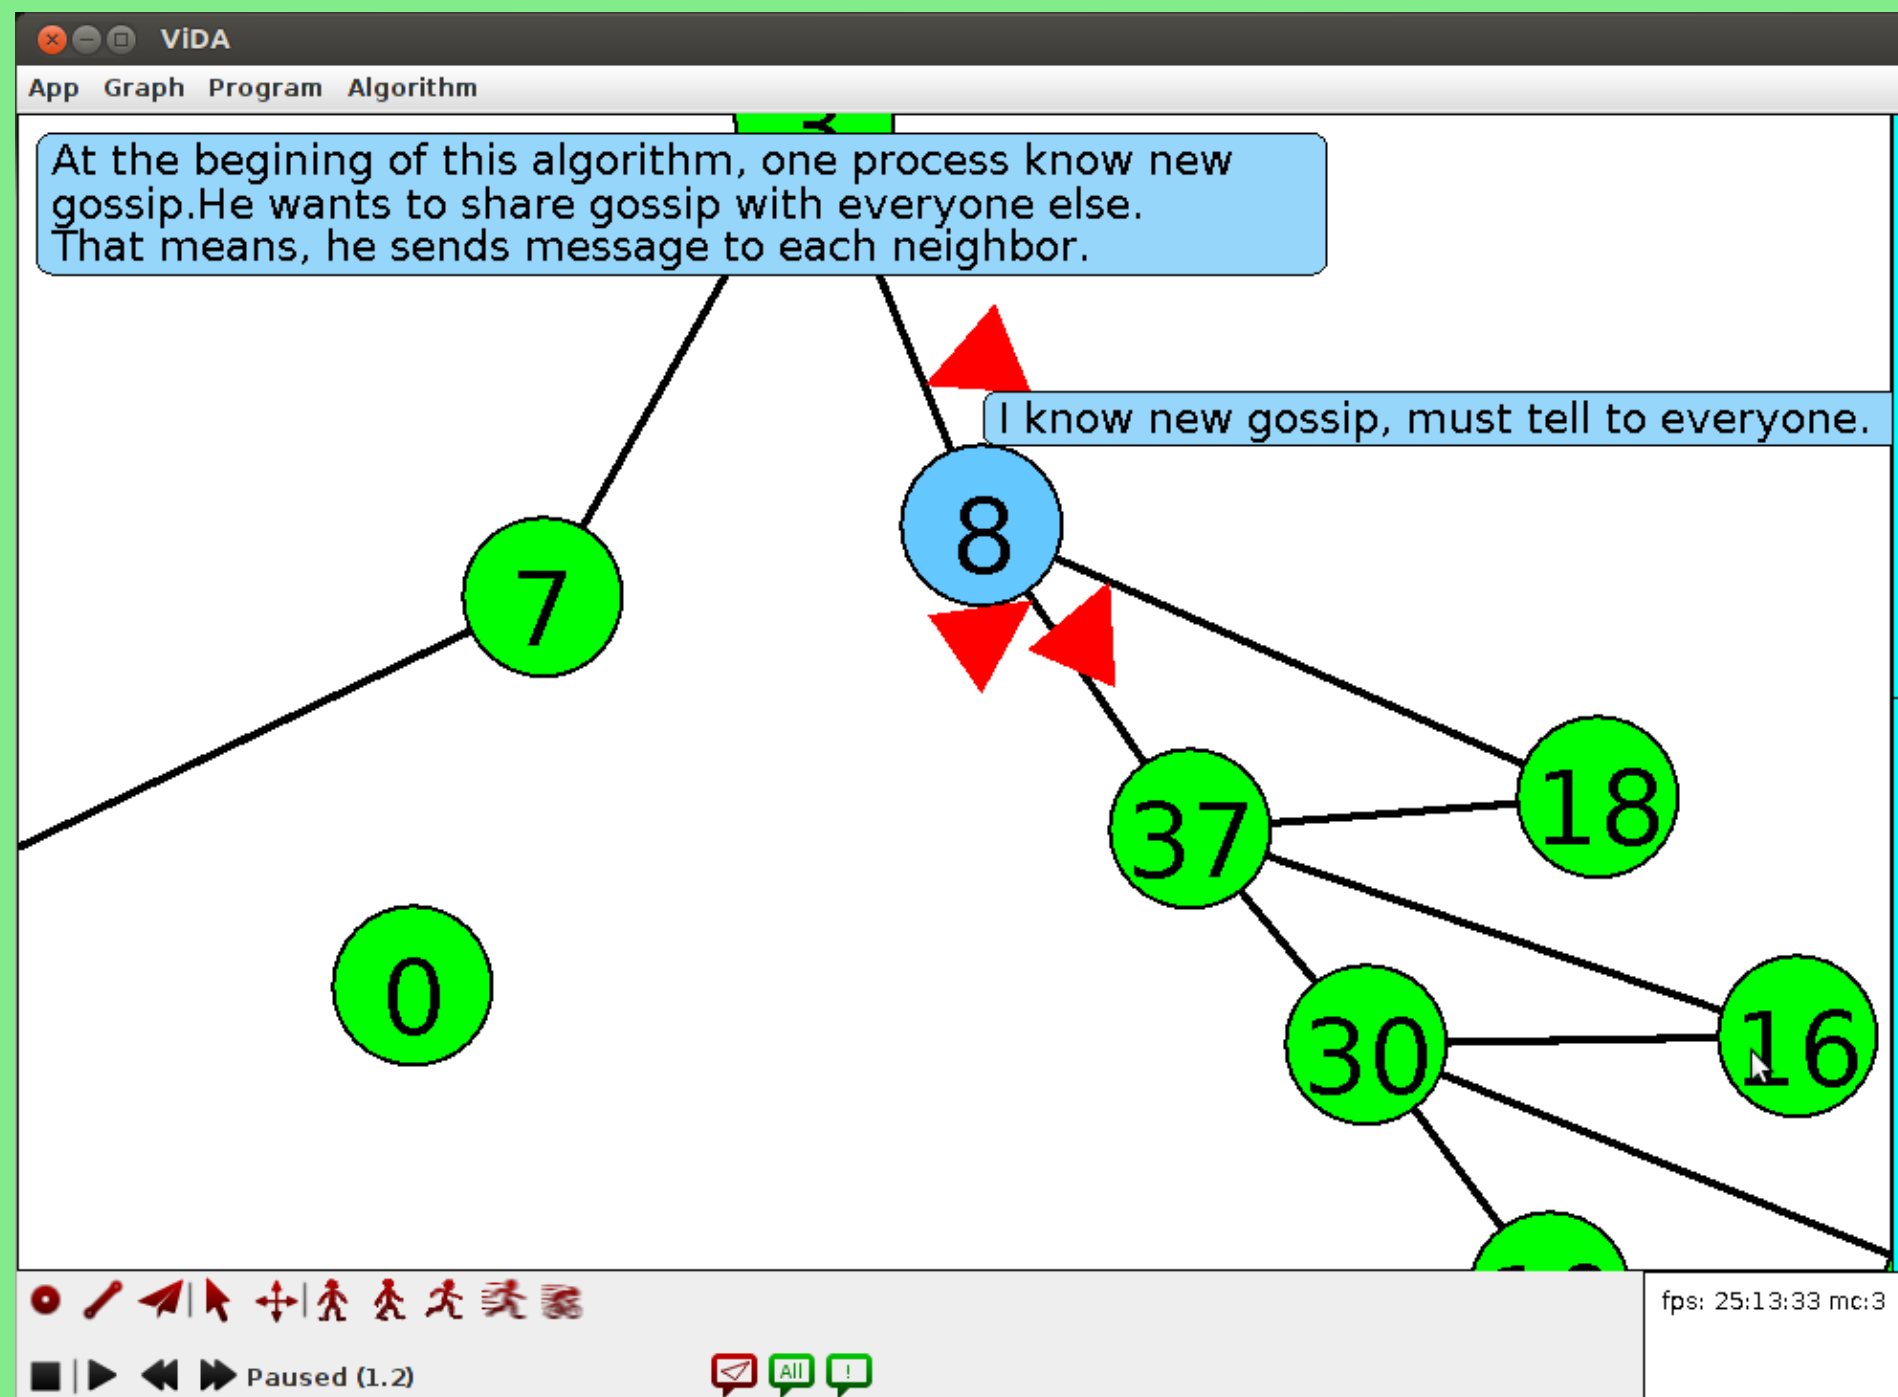 ViDA
App Graph Program Algorithm
At the begining of this algorithm, one process know new
gossip.He wants to share gossip with everyone else.
That means, he sends message to each neighbor.
I know new gossip, must tell to everyone.
8
7
18
37
0
30
16
fps: 25:13:33 mc:3
Paused (1.2)
All
!